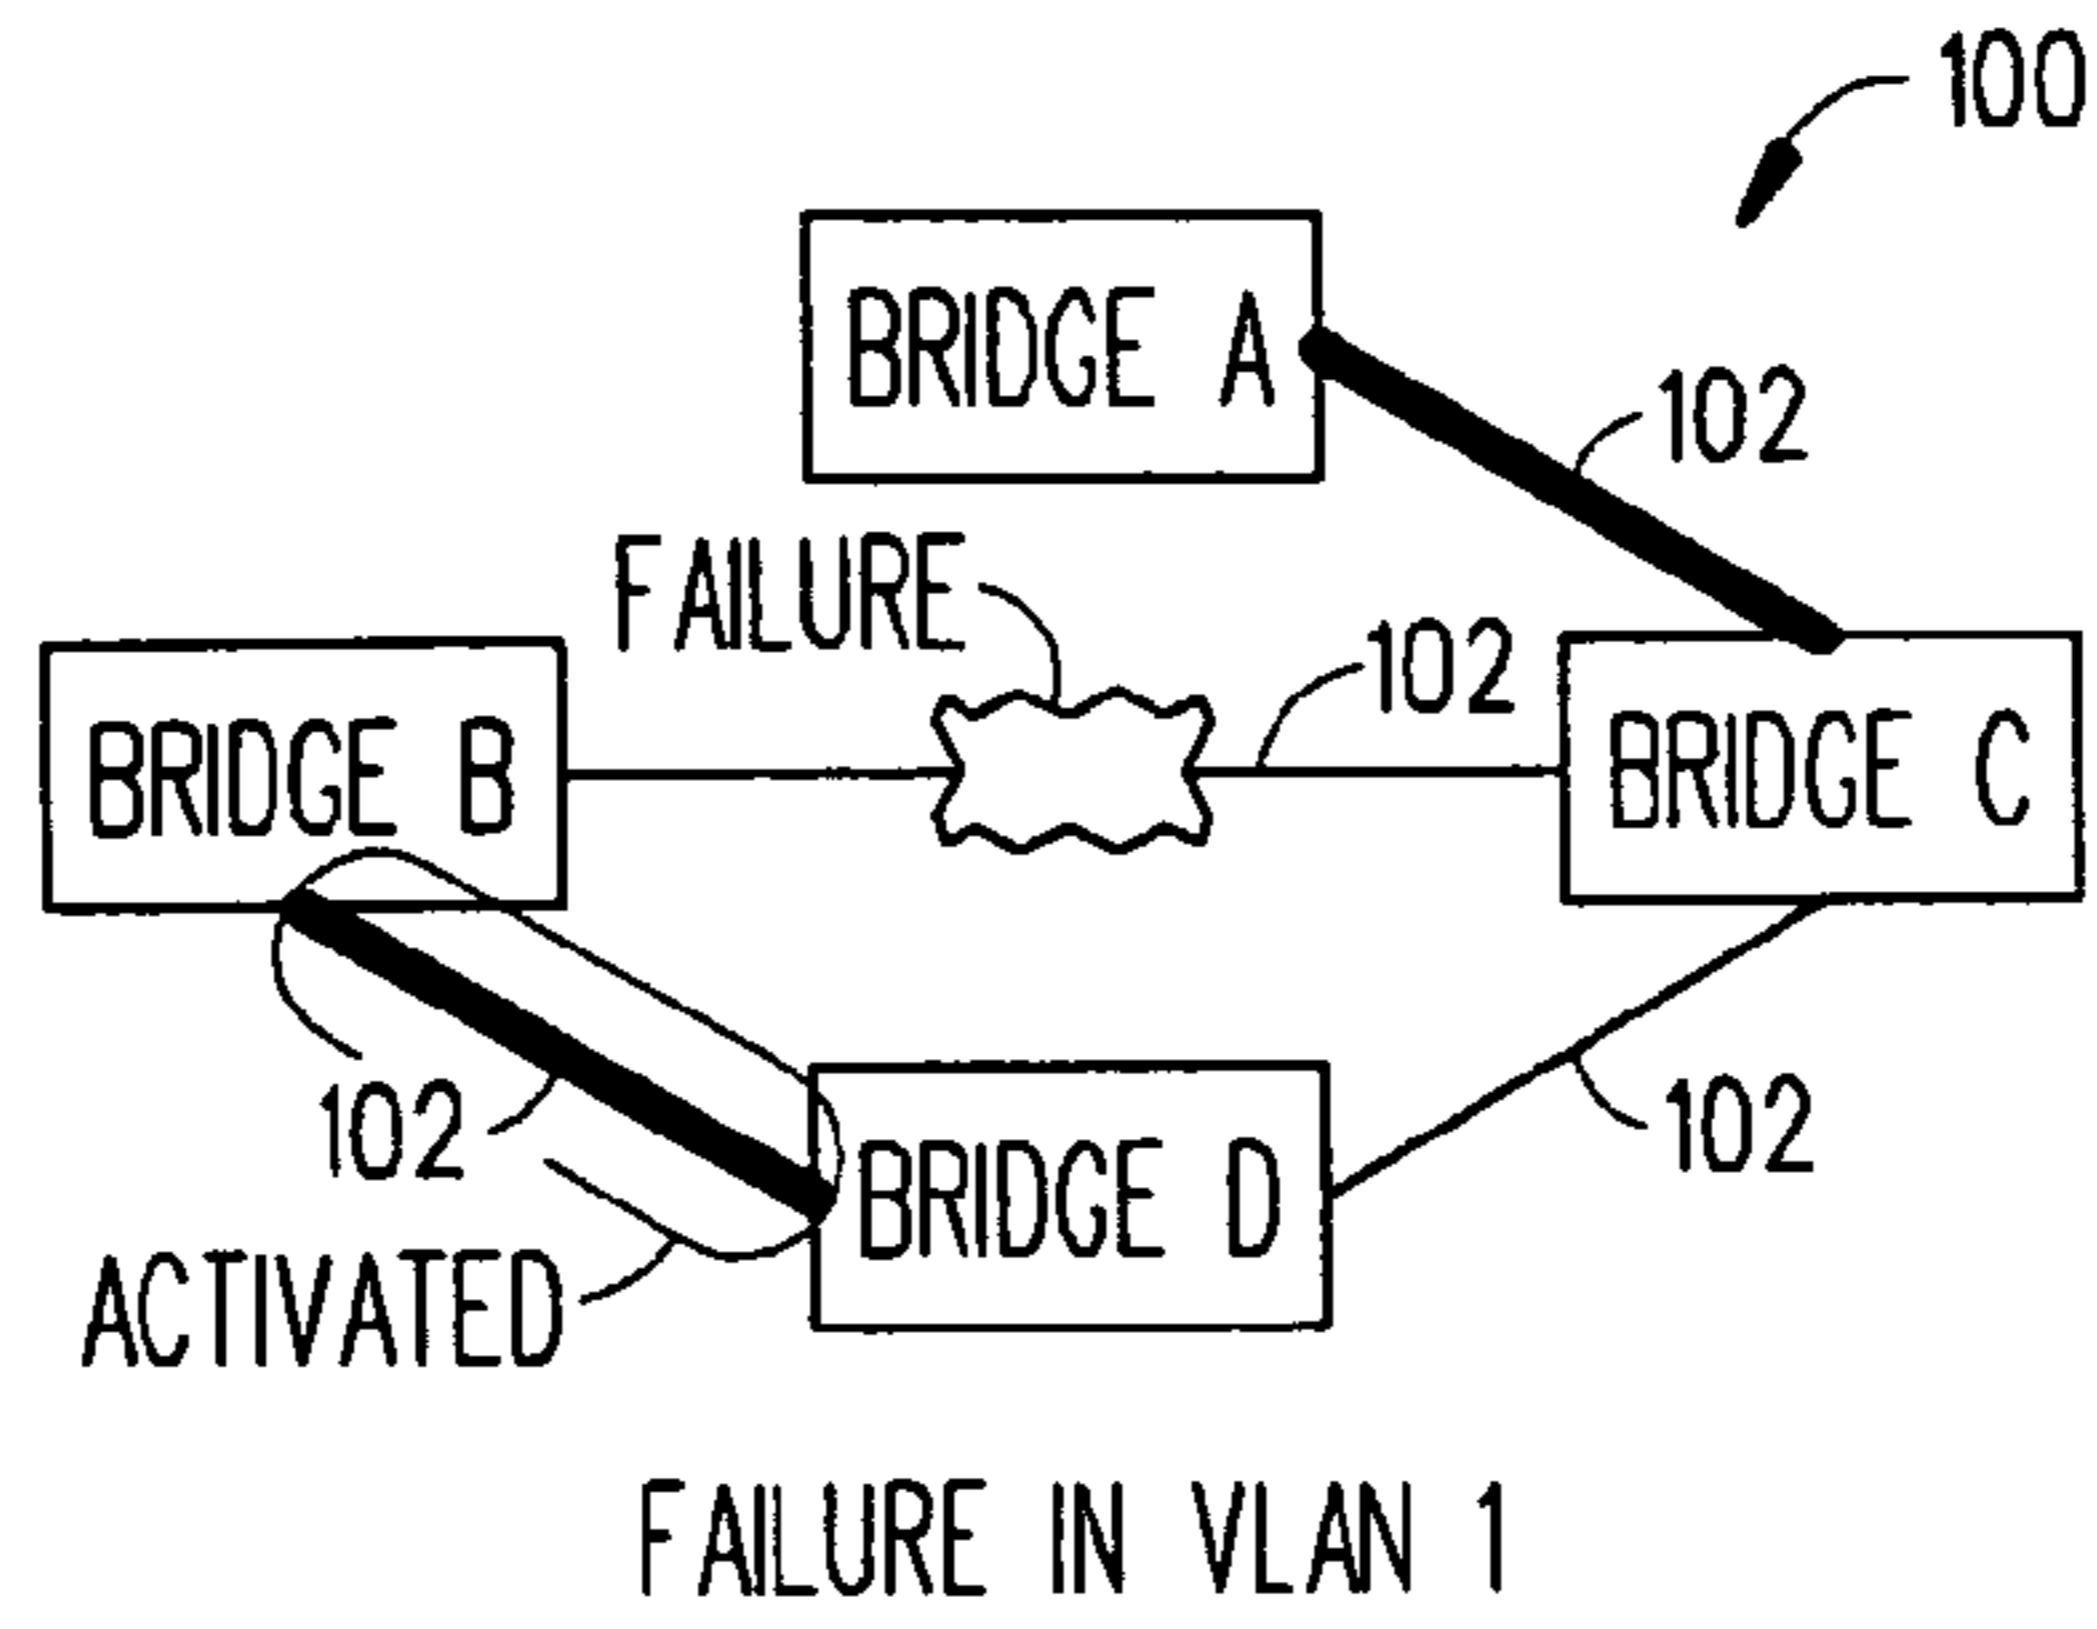 100
BRIDGE A
102
FAILURE
102
BRIDGE B
BRIDGE C
102
102
BRIDGE D
ACTIVATED
FAILURE IN VLAN 1